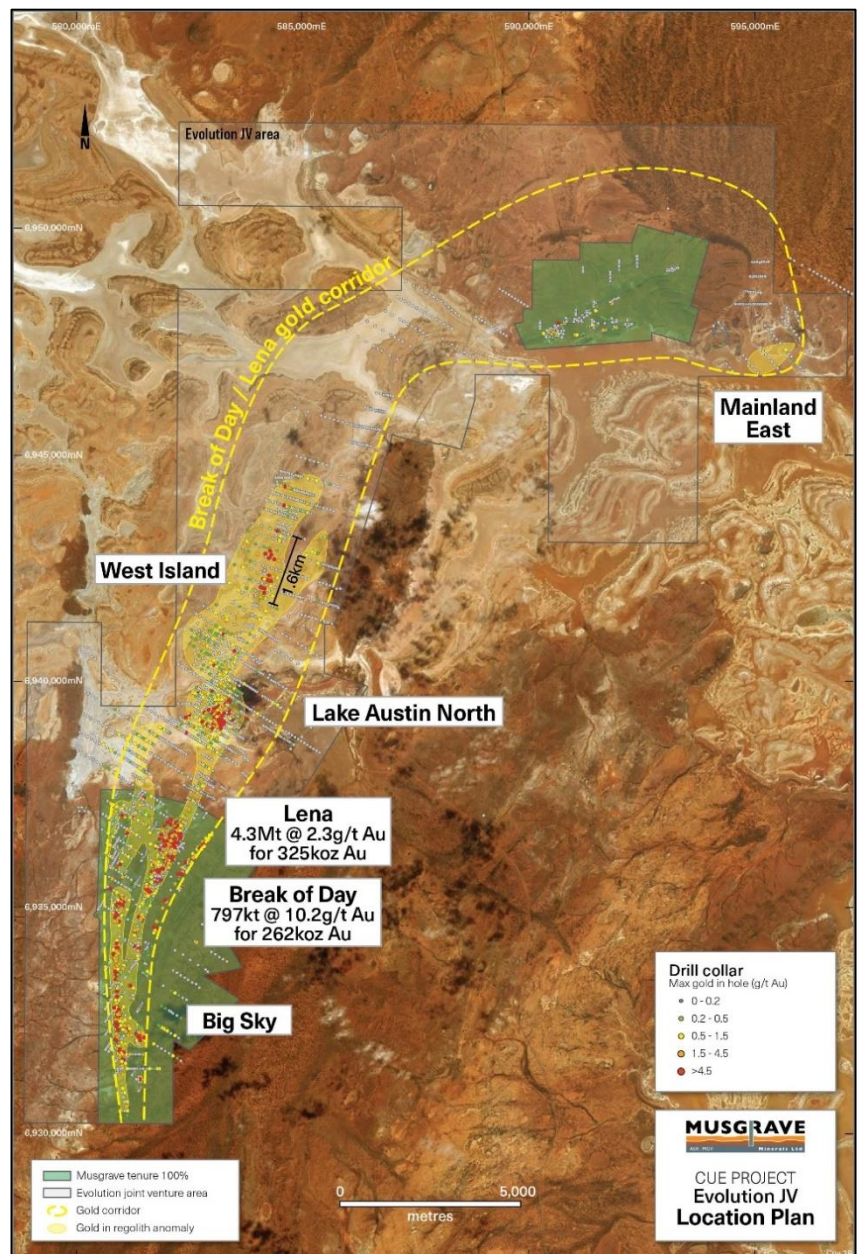 580,000mE
585,000mE
590,000mE
595,000mE
Evolution JV area
N
6,950,000mN
Break of Day / Lena gold corridor
Mainland
East
6,945,000mN
West Island
1.6km
6,940,000mN
Lake Austin North
Lena
4.3Mt @ 2.3g/t Au
for 325koz Au
Break of Day
797kt @ 10.2g/t Au
for 262koz Au
6,935,000mN
Big Sky
Drill collar
Max gold in hole (g/t Au)
0 - 0.2
0.2 - 0.5
0.5 - 1.5
1.5 - 4.5
>4.5
6,930,000mN
MUSGRAVE
Minerals Ltd
CUE PROJECT
Evolution JV
Location Plan
Musgrave tenure 100%
Evolution joint venture area
Gold corridor
Gold in regolith anomaly
0 5,000
metres